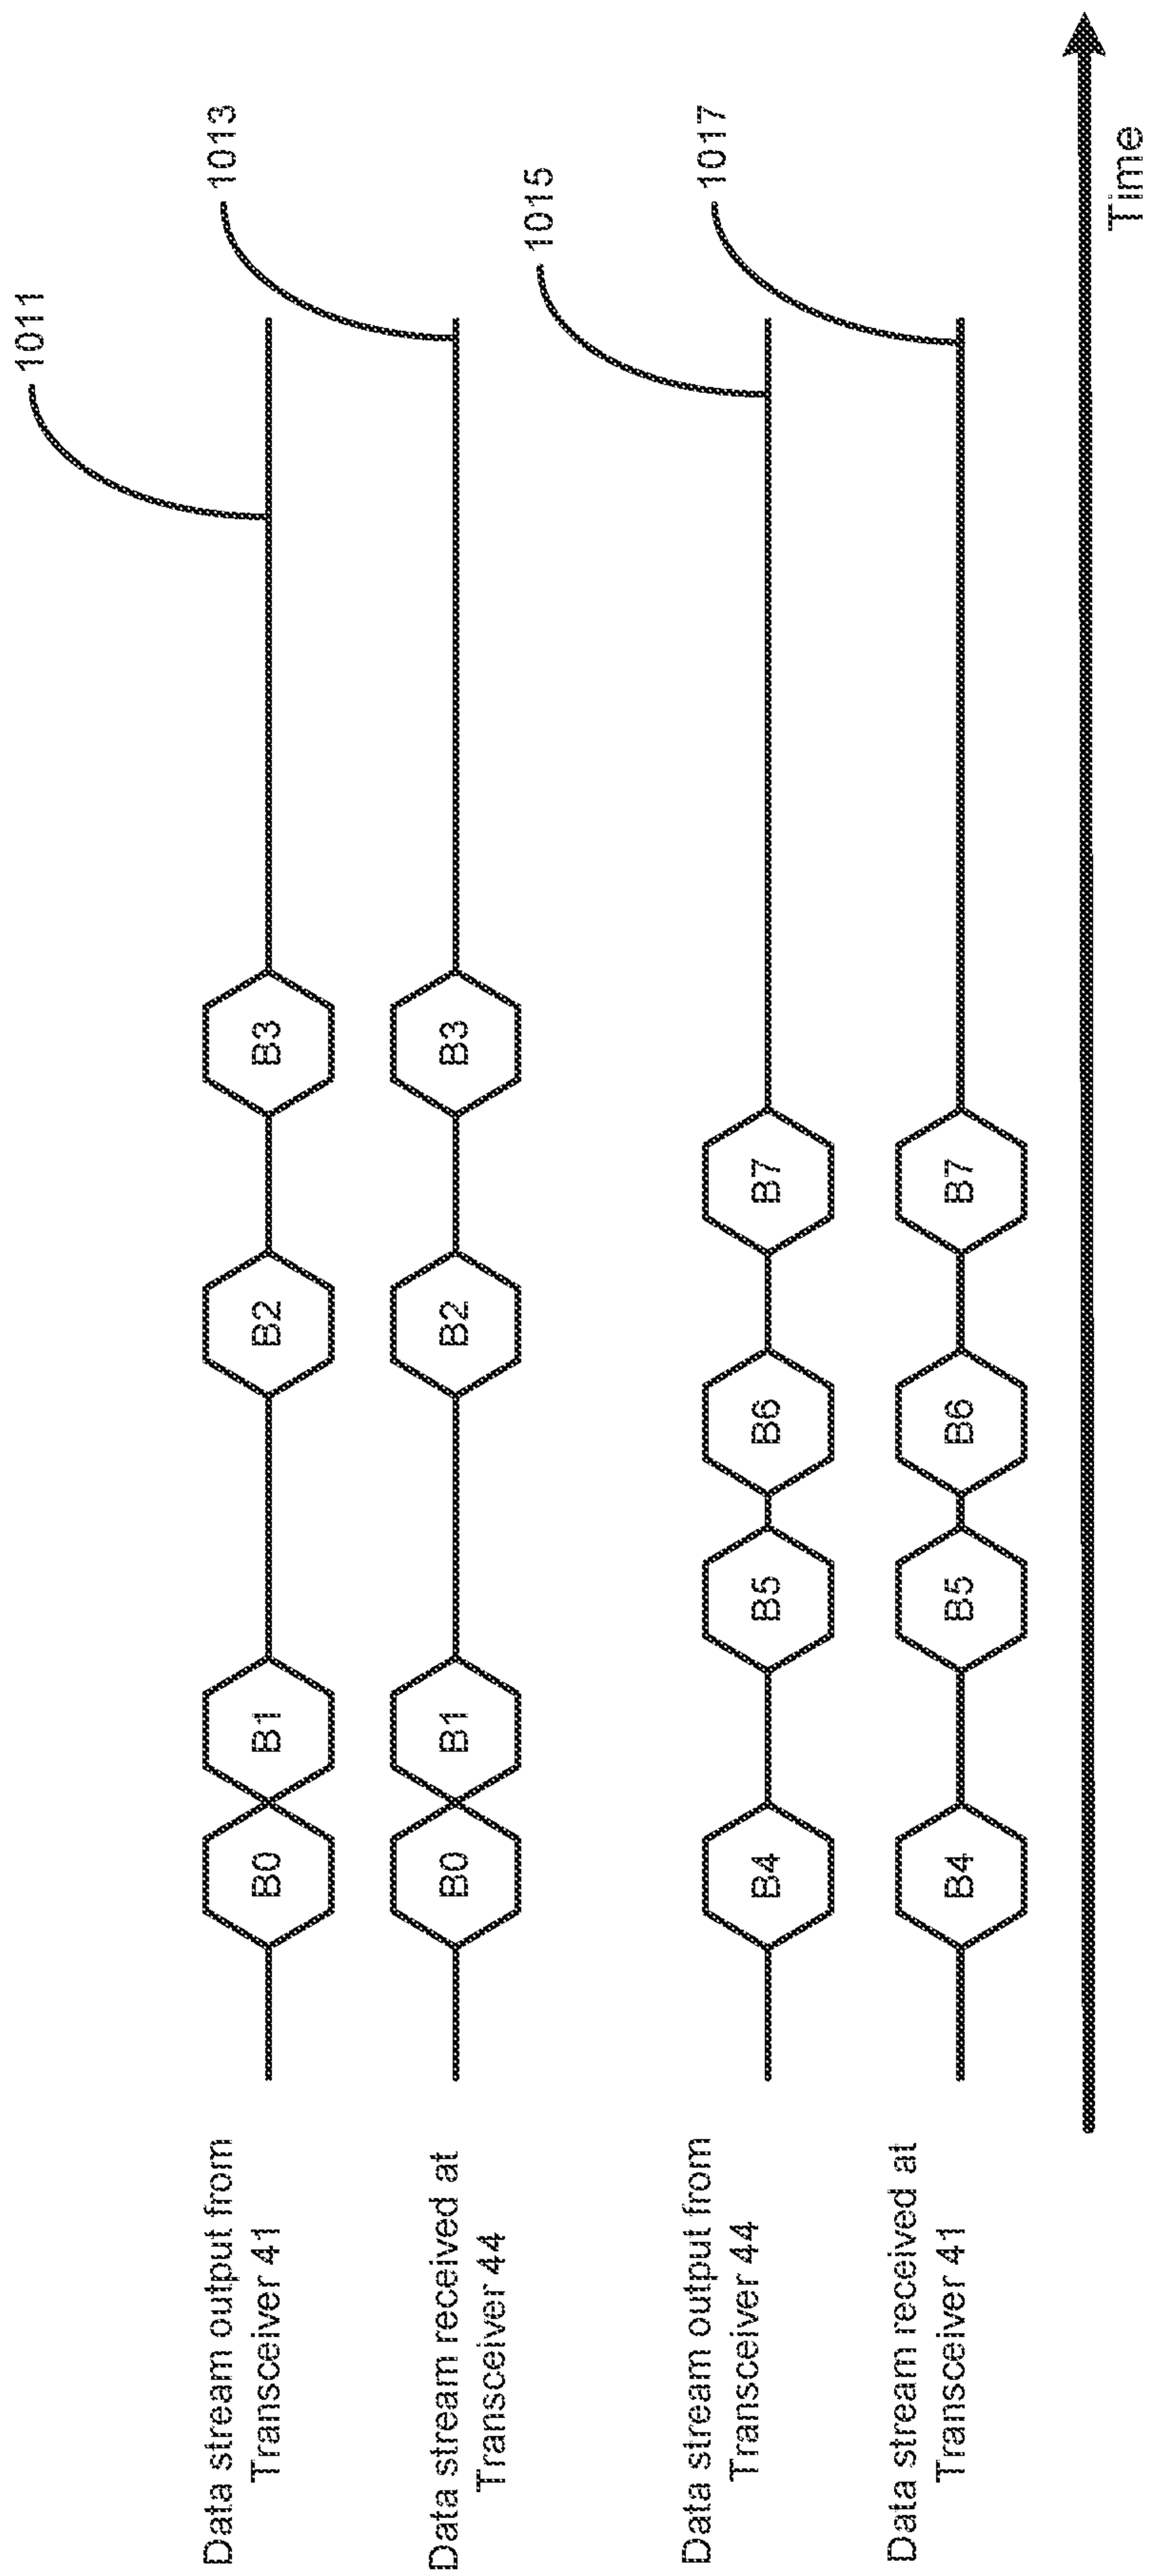 1011
Data stream output from
Transceiver 41
B0
B1
B2
B3
1013
Data stream received at
Transceiver 44
B0
B1
B2
B3
1015
Data stream output from
Transceiver 44
B4
B5
B6
B7
1017
Data stream received at
Transceiver 41
B4
B5
B6
B7
Time